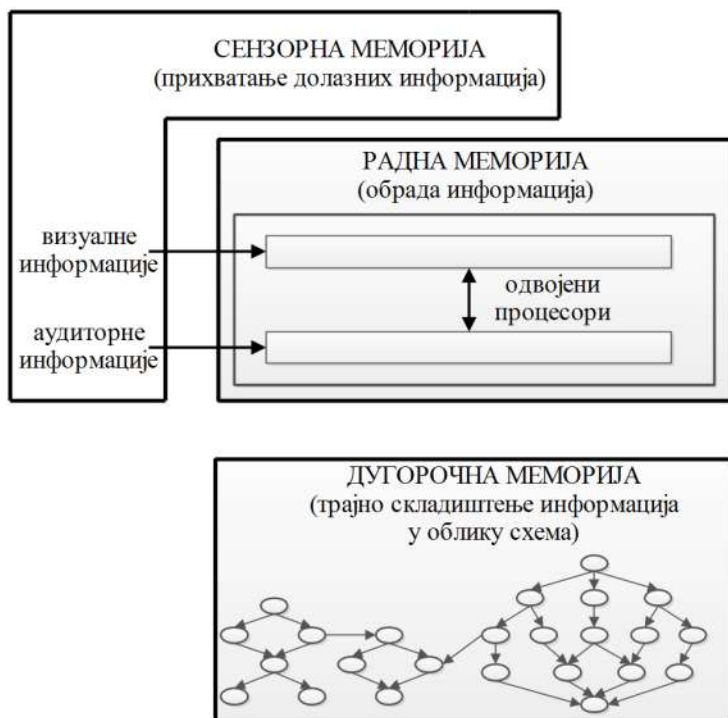 СЕНЗОРНА МЕМОРИЈА
(прихватање долазних информација)
РАДНА МЕМОРИЈА
(обрада информација)
визуалне
информације
одвојени
процесори
аудиторне
информације
ДУГОРОЧНА МЕМОРИЈА
(трајно складиштење информација
у облику схема)